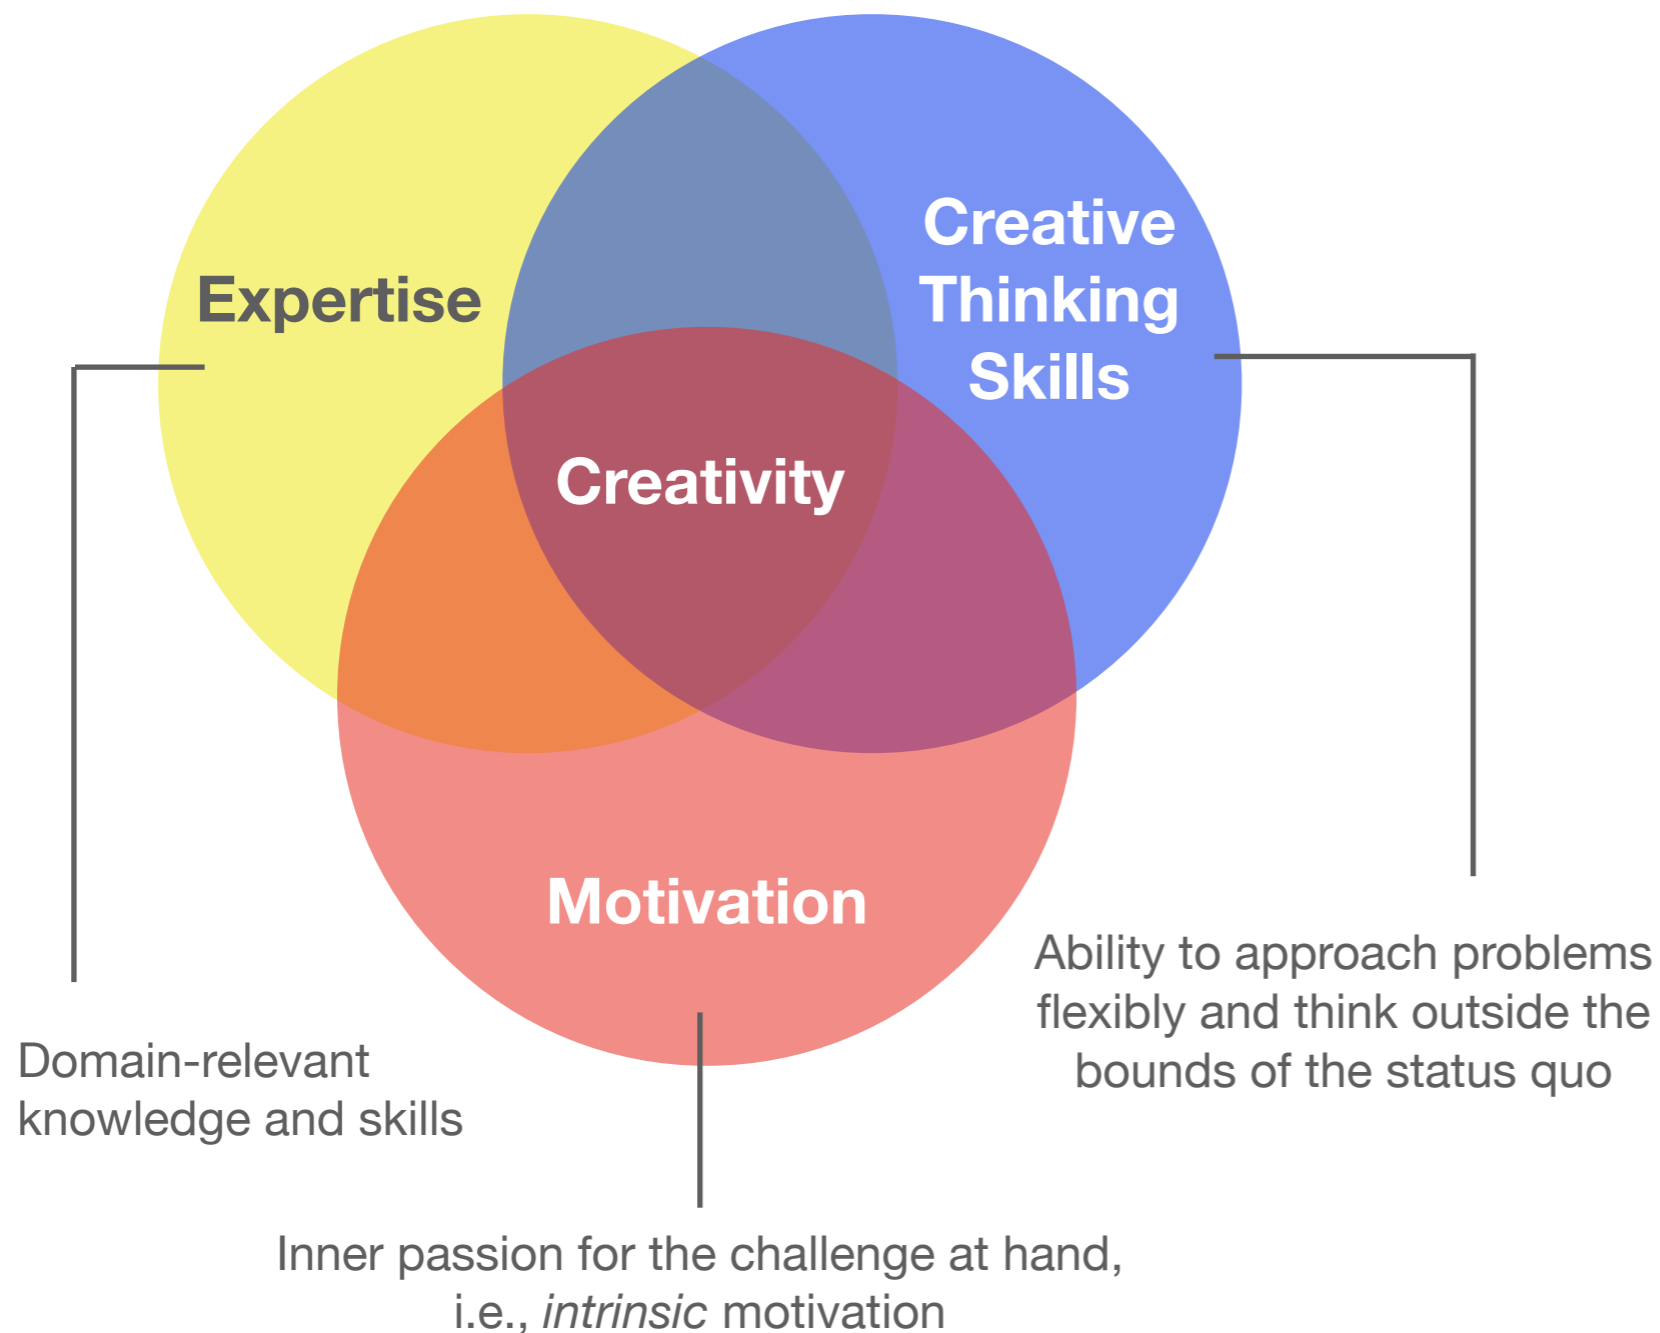 Expertise
Creative
Thinking
Skills
Creativity
Motivation
Domain-relevant
knowledge and skills
Ability to approach problems
flexibly and think outside the
bounds of the status quo
Inner passion for the challenge at hand,
i.e., intrinsic motivation